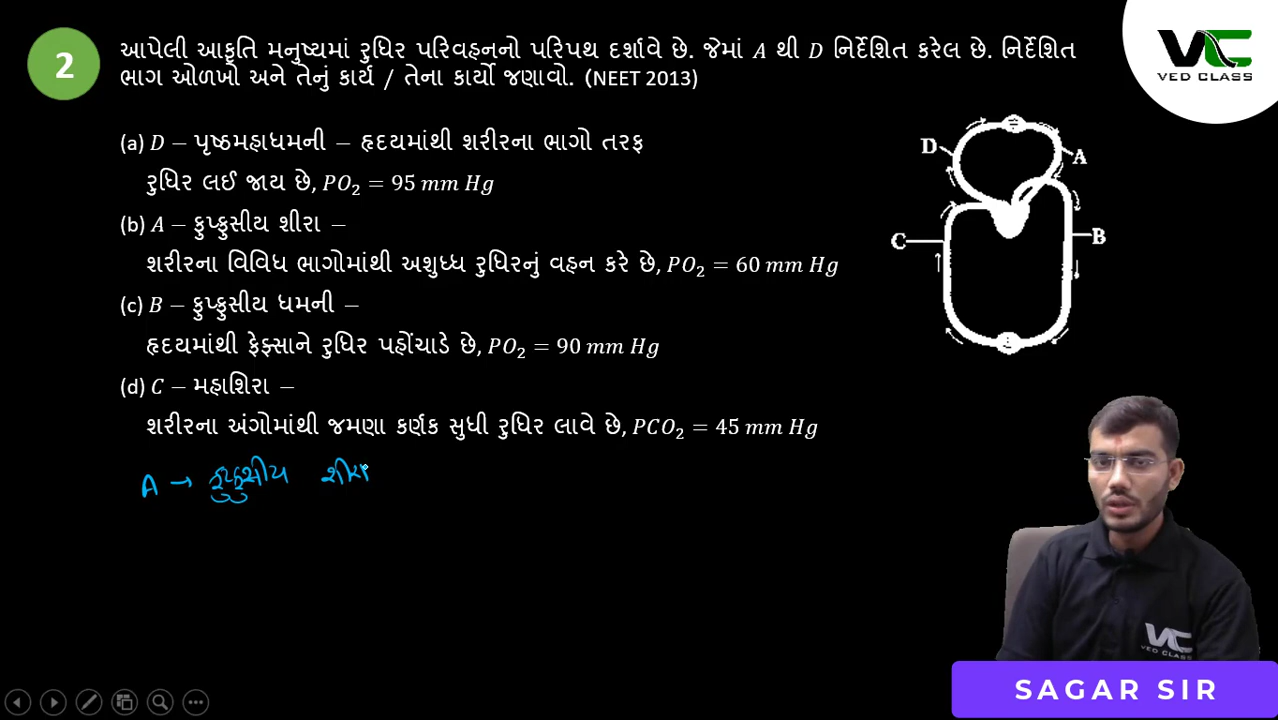 2
આપેલી આકૃતિ મનુષ્યમાં રુધિર પરિવહનનો પરિપથ દર્શાવે છે. જેમાં A થી D નિર્દેશિત કરેલ છે. નિર્દેશિત
ભાગ ઓળખો અને તેનું કાર્ય / તેના કાર્યો જણાવો. (NEET 2013)
VED CLASS
(a) D – પૃષ્ઠમહાધમની – હૃદયમાંથી શરીરના ભાગો તરફ
રુધિર લઈ જાય છે, PO₂ = 95 mm Hg
(b) A – ફુપ્ફુસીય શીરા –
શરીરના વિવિધ ભાગોમાંથી અશુધ્ધ રુધિરનું વહન કરે છે, PO₂ = 60 mm Hg
(c) B – ફુપ્ફુસીય ધમની –
હૃદયમાંથી ફેફસાને રુધિર પહોંચાડે છે, PO₂ = 90 mm Hg
(d) C – મહાશિરા –
શરીરના અંગોમાંથી જમણા કર્ણક સુધી રુધિર લાવે છે, PCO₂ = 45 mm Hg
A → ફુફ્ફુસીય શીરા
D
A
C
B
VED CLASS
SAGAR SIR